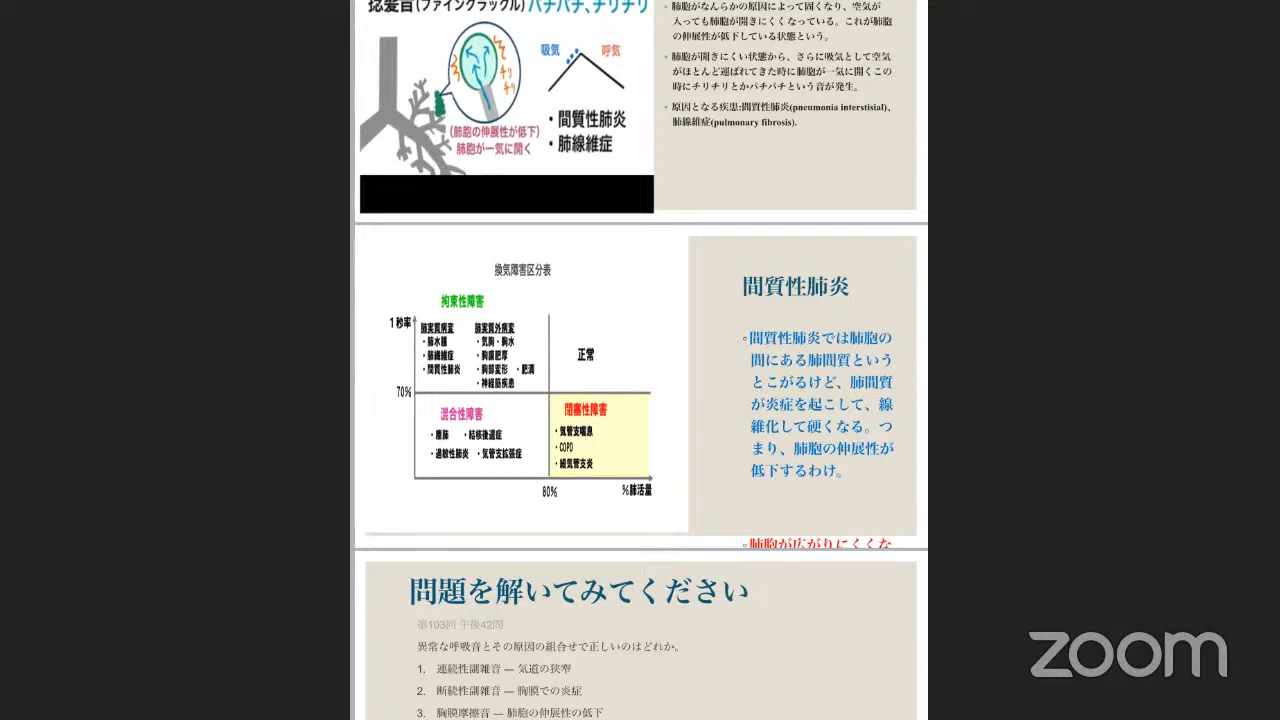 捻髪音(ファインクラックル)パチパチ、チリチリ
吸気
呼気
チリ
チリ
(肺胞の伸展性が低下)
肺胞が一気に開く
・間質性肺炎
・肺線維症
肺胞がなんらかの原因によって固くなり、空気が
入っても肺胞が開きにくくなっている。これが肺胞
の伸展性が低下している状態という。
肺胞が開きにくい状態から、さらに吸気として空気
がほとんど運ばれてきた時に肺胞が一気に開くこの
時にチリチリとかパチパチという音が発生。
原因となる疾患:間質性肺炎(pneumonia interstisial)、
肺線維症(pulmonary fibrosis).
換気障害区分表
拘束性障害
1秒率
肺実質病変
・肺水腫
・肺線維症
・間質性肺炎
肺実質外病変
・気胸・胸水
・胸膜肥厚
・胸郭変形 ・肥満
・神経筋疾患
正常
70%
混合性障害
・塵肺 ・結核後遺症
・過敏性肺炎 ・気管支拡張症
閉塞性障害
・気管支喘息
・COPD
・細気管支炎
80%
%肺活量
間質性肺炎
間質性肺炎では肺胞の
間にある肺間質という
とこがるけど、肺間質
が炎症を起こして、線
維化して硬くなる。つ
まり、肺胞の伸展性が
低下するわけ。
肺胞が広がりにくくな
問題を解いてみてください
第103回 午後42問
異常な呼吸音とその原因の組合せで正しいのはどれか。
1. 連続性副雑音 — 気道の狭窄
2. 断続性副雑音 — 胸膜での炎症
3. 胸膜摩擦音 — 肺胞の伸展性の低下
zoom